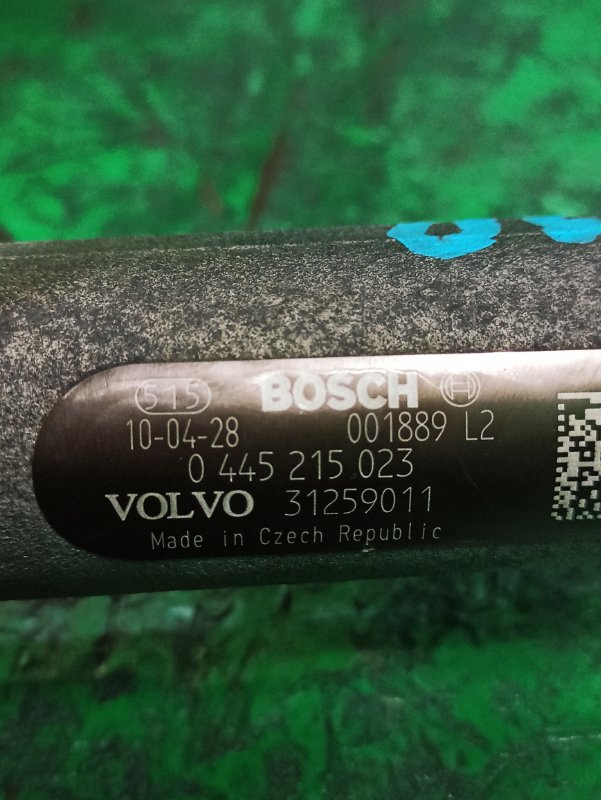 515 BOSCH
10-04-28 001889 L2
0 445 215 023
VOLVO 31259011
Made in Czech Republic